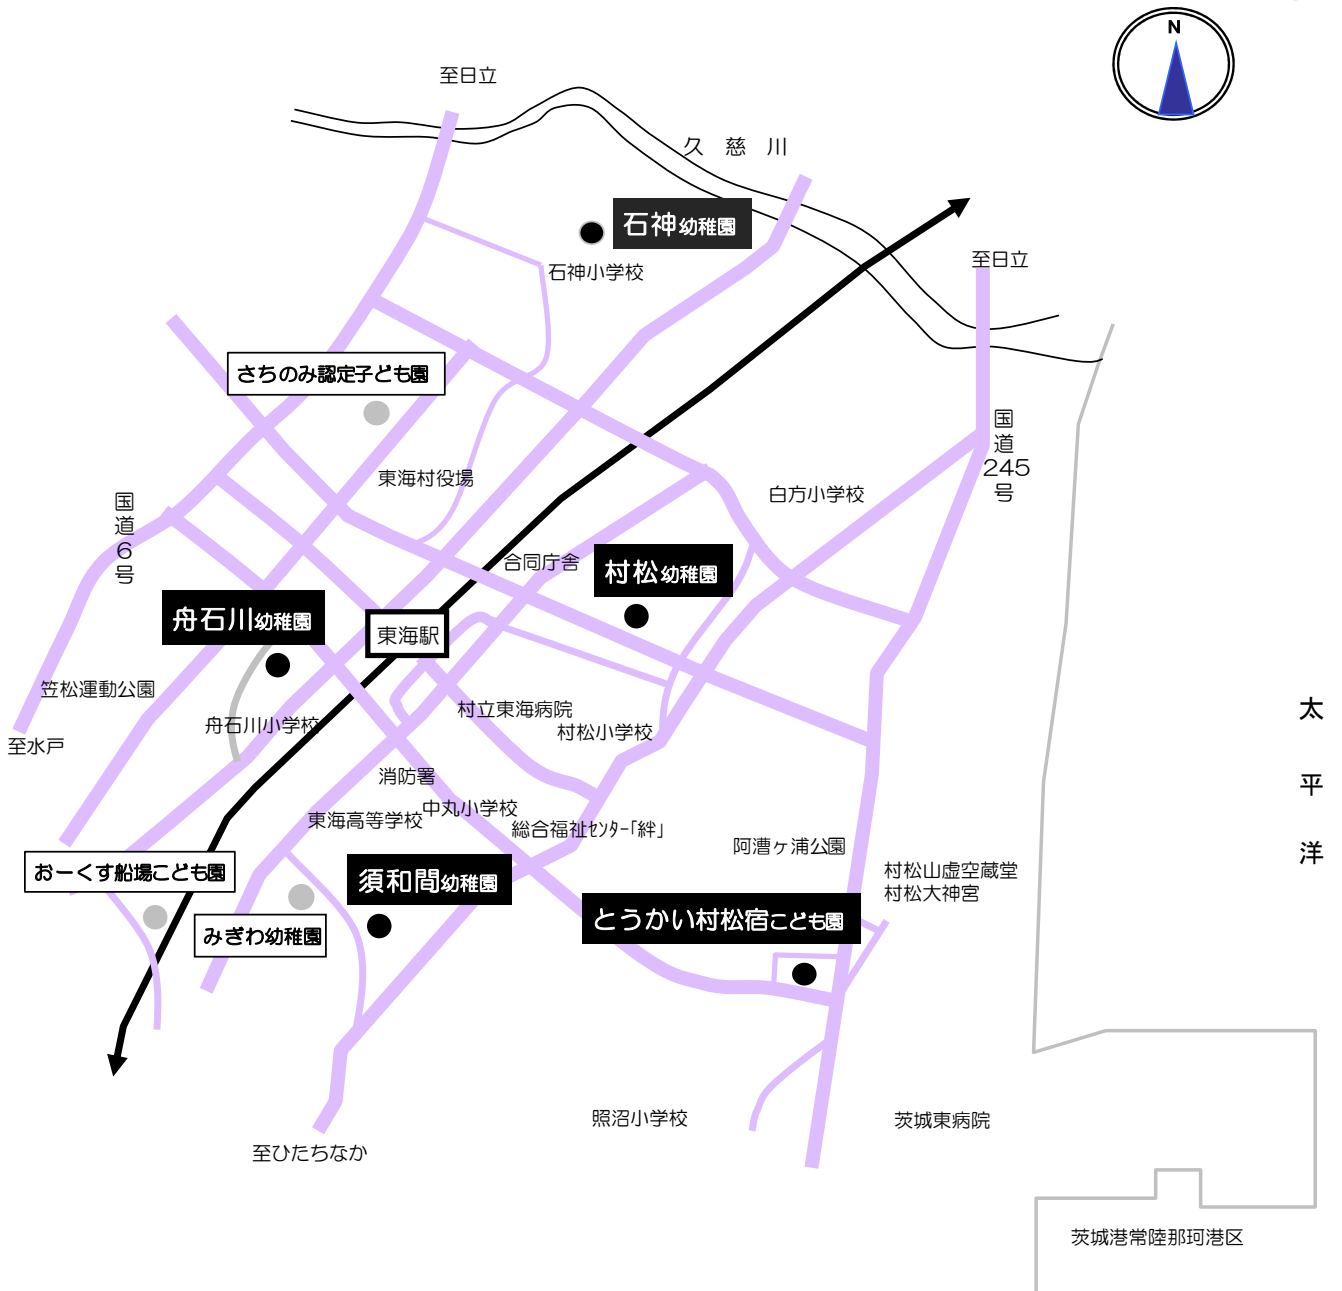 N
至日立
久 慈 川
石神幼稚園
石神小学校
至日立
さちのみ認定子ども園
国道245号
東海村役場
白方小学校
国道6号
合同庁舎
村松幼稚園
舟石川幼稚園
東海駅
笠松運動公園
村立東海病院
舟石川小学校
村松小学校
至水戸
太平洋
消防署
中丸小学校
東海高等学校
総合福祉ｾﾝﾀｰ｢絆｣
阿漕ヶ浦公園
おーくす船場こども園
須和間幼稚園
村松山虚空蔵堂
村松大神宮
みぎわ幼稚園
とうかい村松宿こども園
照沼小学校
茨城東病院
至ひたちなか
茨城港常陸那珂港区